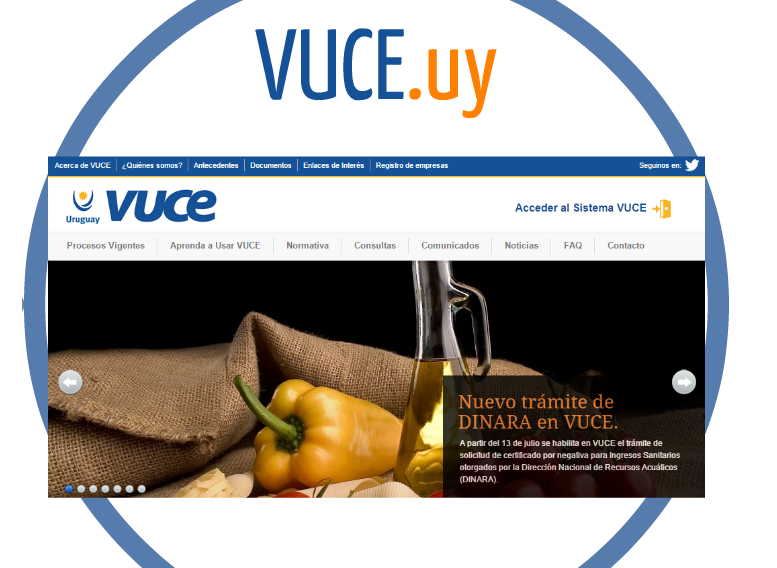 VUCE.uy
Acerca de VUCE ¿Quiénes somos? Antecedentes Documentos Enlaces de Interés Registro de empresas Seguinos en:
Uruguay vuce Acceder al Sistema VUCE
Procesos Vigentes Aprenda a Usar VUCE Normativa Consultas Comunicados Noticias FAQ Contacto
Nuevo trámite de
DINARA en VUCE.
A partir del 13 de julio se habilita en VUCE el trámite de
solicitud de certificado por negativa para Ingresos Sanitarios
otorgados por la Dirección Nacional de Recursos Acuáticos
(DINARA).